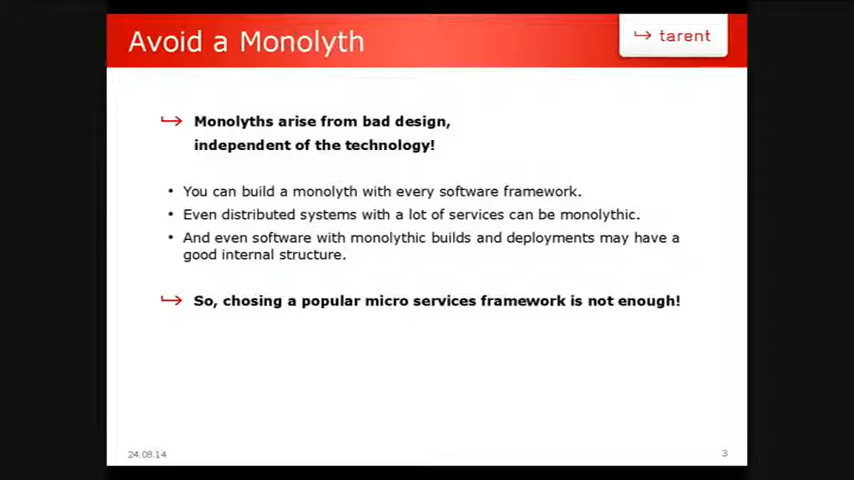 Avoid a Monolyth
tarent
Monolyths arise from bad design,
independent of the technology!
• You can build a monolyth with every software framework.
• Even distributed systems with a lot of services can be monolythic.
• And even software with monolythic builds and deployments may have a
good internal structure.
So, chosing a popular micro services framework is not enough!
24.08.14
3